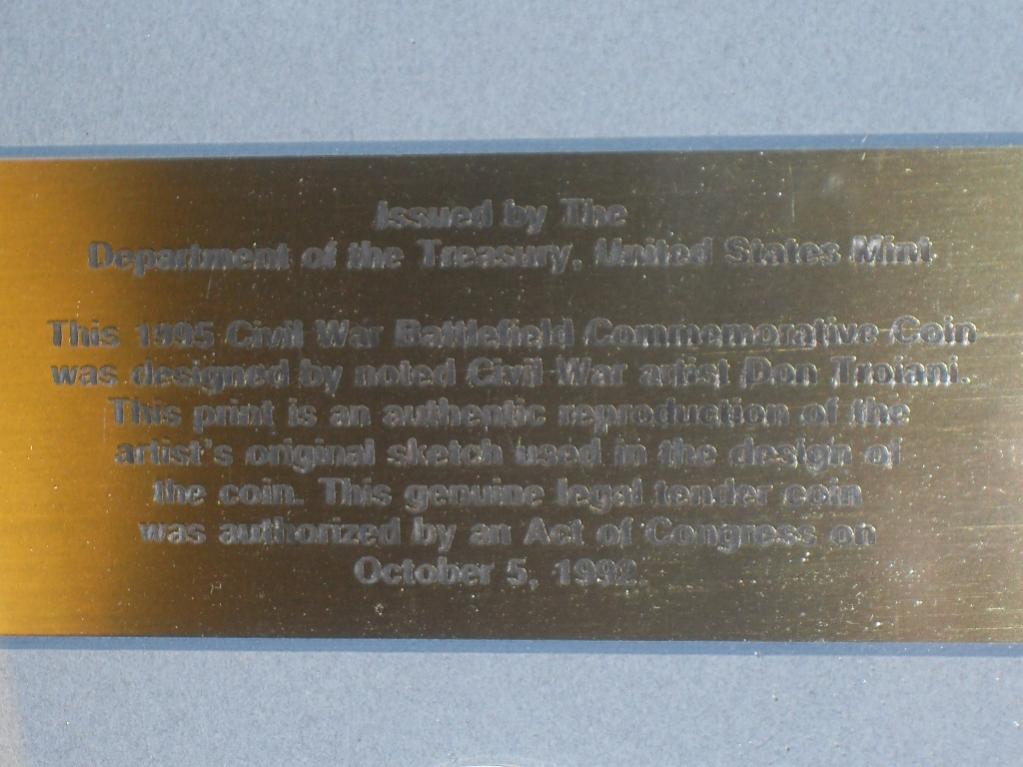 Issued by The
Department of the Treasury, United States Mint
This 1995 Civil War Battlefield Commemorative Coin
was designed by noted Civil War artist Don Troiani.
This print is an authentic reproduction of the
artist's original sketch used in the design of
the coin. This genuine legal tender coin
was authorized by an Act of Congress on
October 5, 1992.